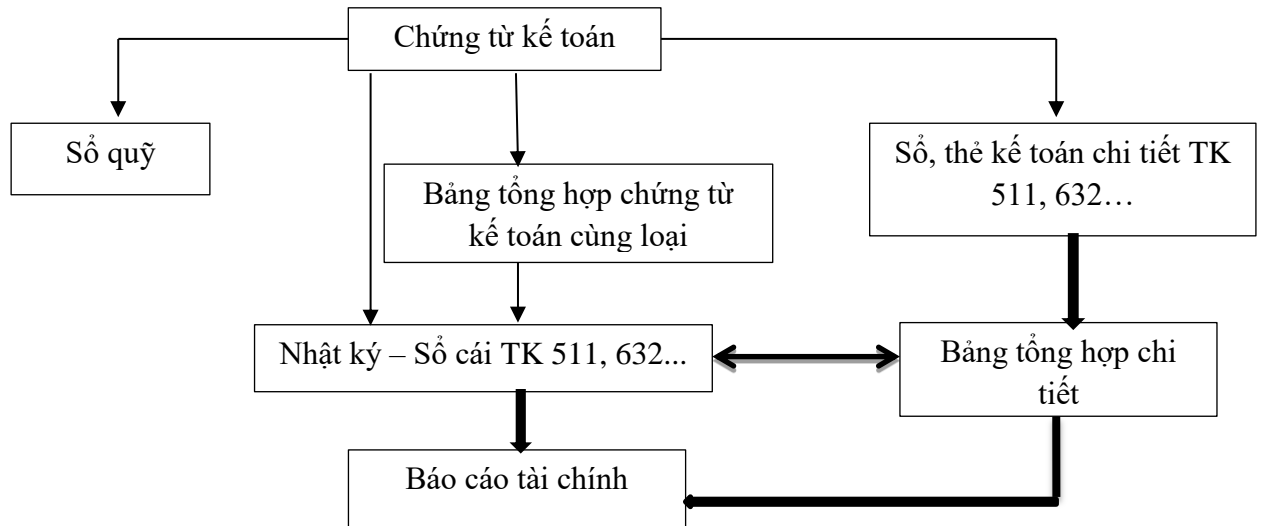 Chứng từ kế toán
Sổ quỹ
Sổ, thẻ kế toán chi tiết TK
511, 632…
Bảng tổng hợp chứng từ
kế toán cùng loại
Nhật ký – Sổ cái TK 511, 632...
Bảng tổng hợp chi
tiết
Báo cáo tài chính